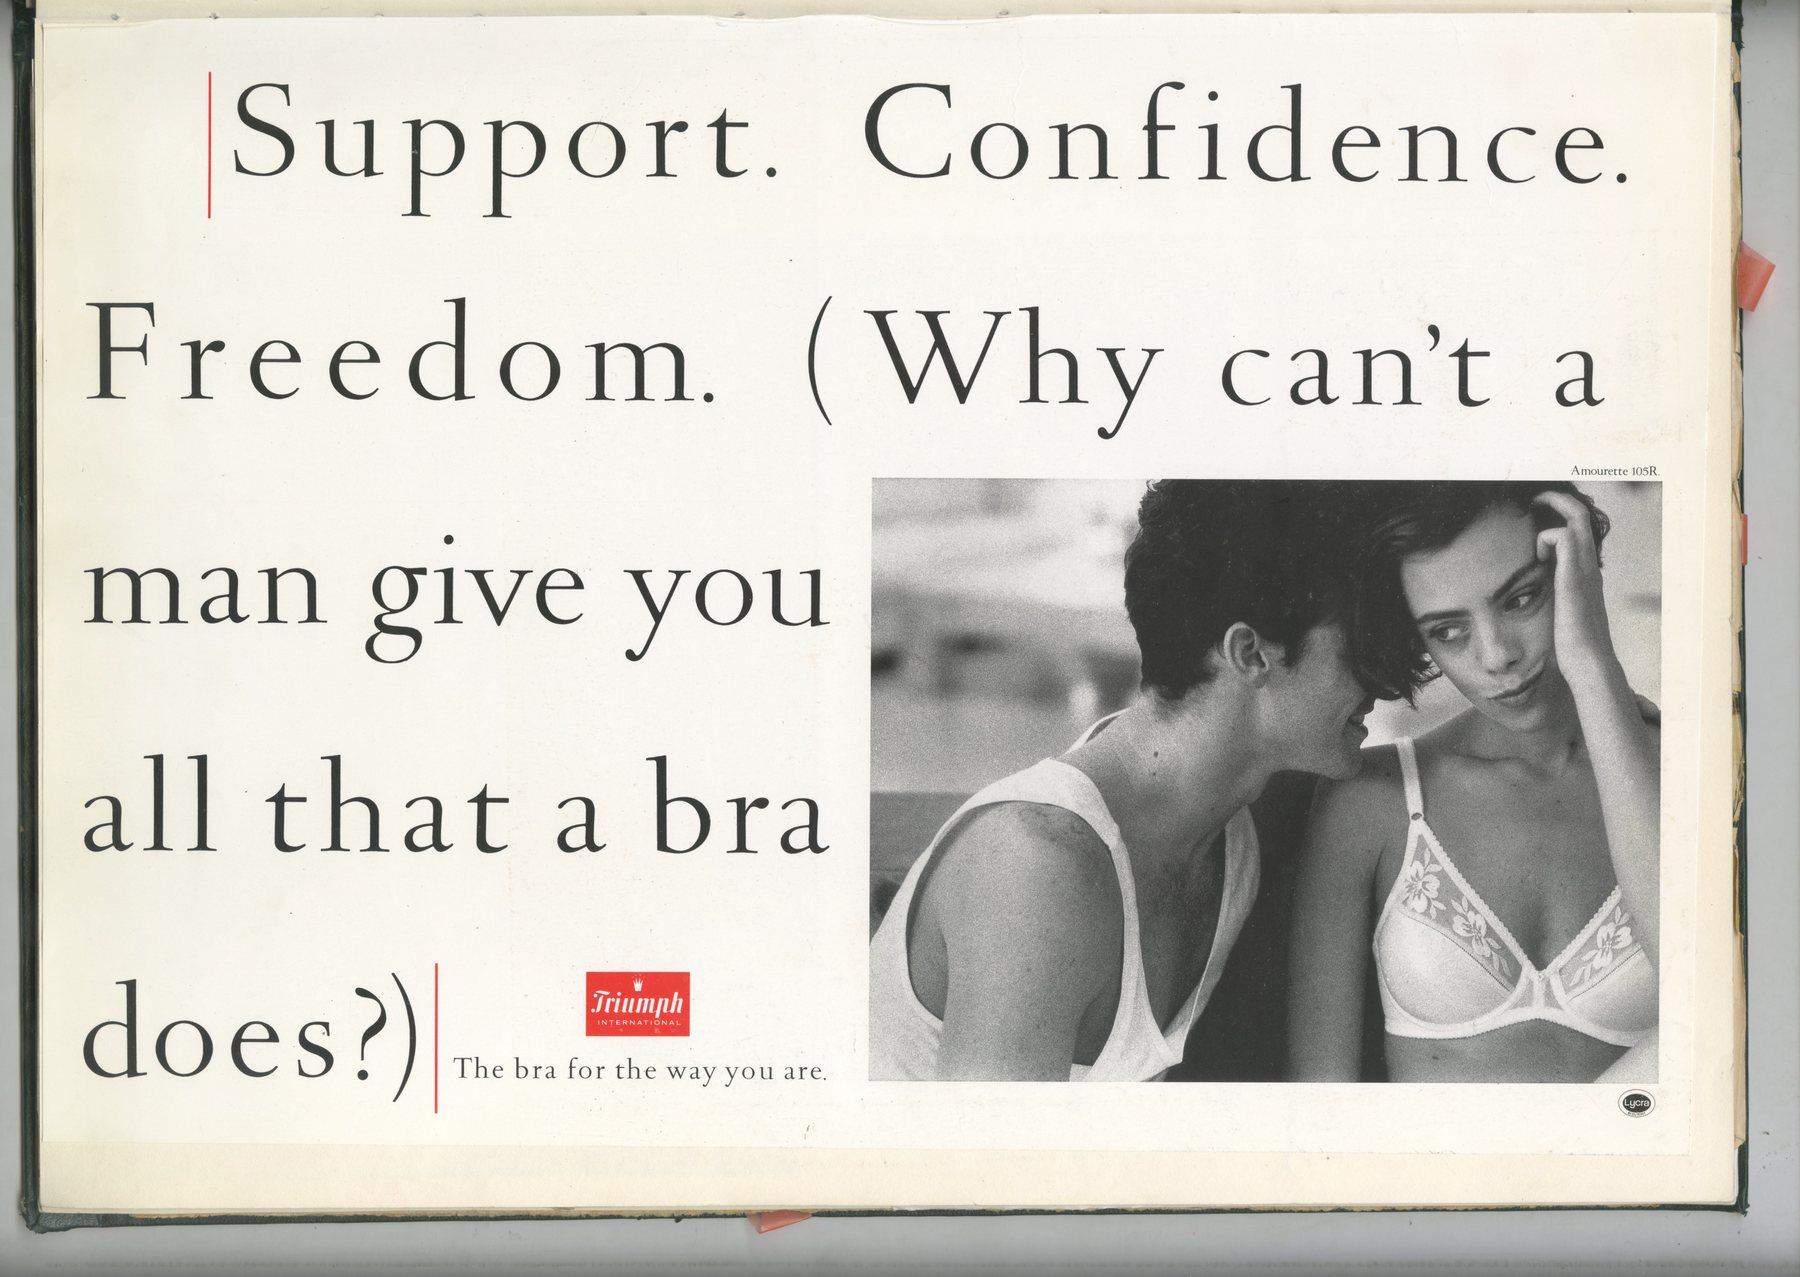 Support. Confidence.
Freedom. (Why can't a
Amourette 105R.
man give you
all that a bra
does?)
Triumph
INTERNATIONAL
The bra for the way you are.
Lycra